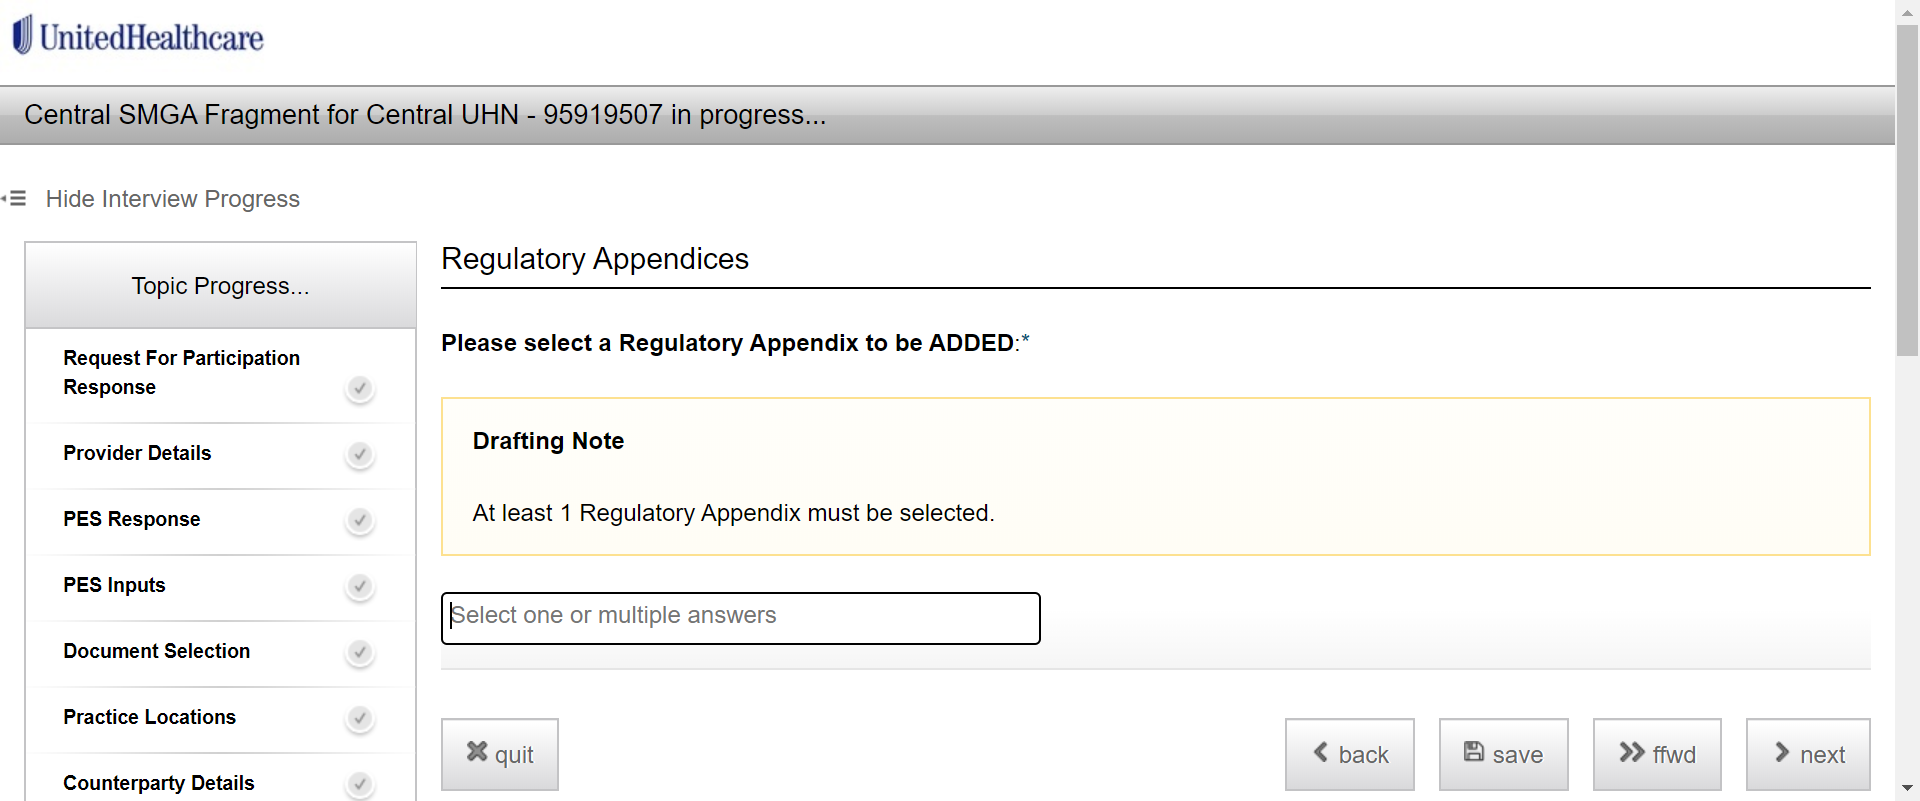 UnitedHealthcare
Central SMGA Fragment for Central UHN - 95919507 in progress...
Hide Interview Progress
Topic Progress...
Request For Participation
Response
Provider Details
PES Response
PES Inputs
Document Selection
Practice Locations
Counterparty Details
Regulatory Appendices
Please select a Regulatory Appendix to be ADDED:*
Drafting Note
At least 1 Regulatory Appendix must be selected.
Select one or multiple answers
quit
back
save
ffwd
next